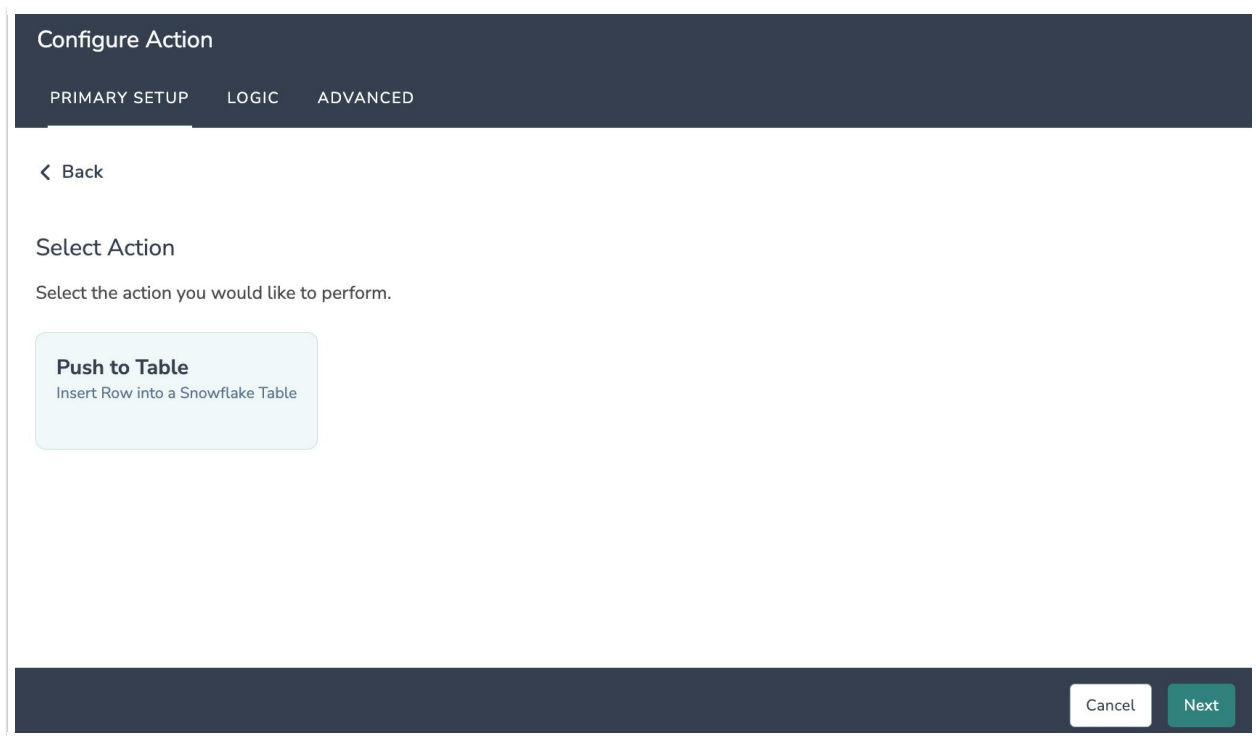 Configure Action
PRIMARY SETUP LOGIC ADVANCED
Back
Select Action
Select the action you would like to perform.
Push to Table
Insert Row into a Snowflake Table
Cancel Next